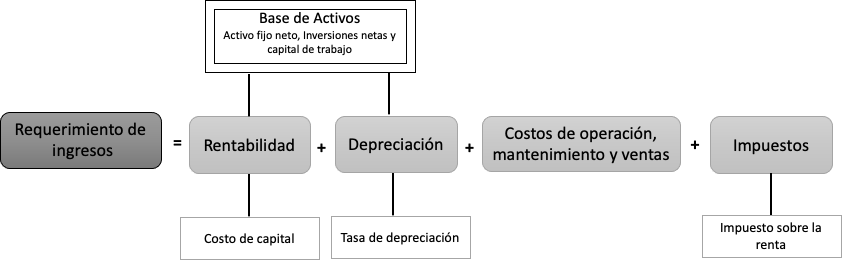 Base de Activos
Activo fijo neto, Inversiones netas y
capital de trabajo
Requerimiento de
ingresos
=
Rentabilidad
+
Depreciación
+
Costos de operación,
mantenimiento y ventas
+
Impuestos
Costo de capital
Tasa de depreciación
Impuesto sobre la
renta